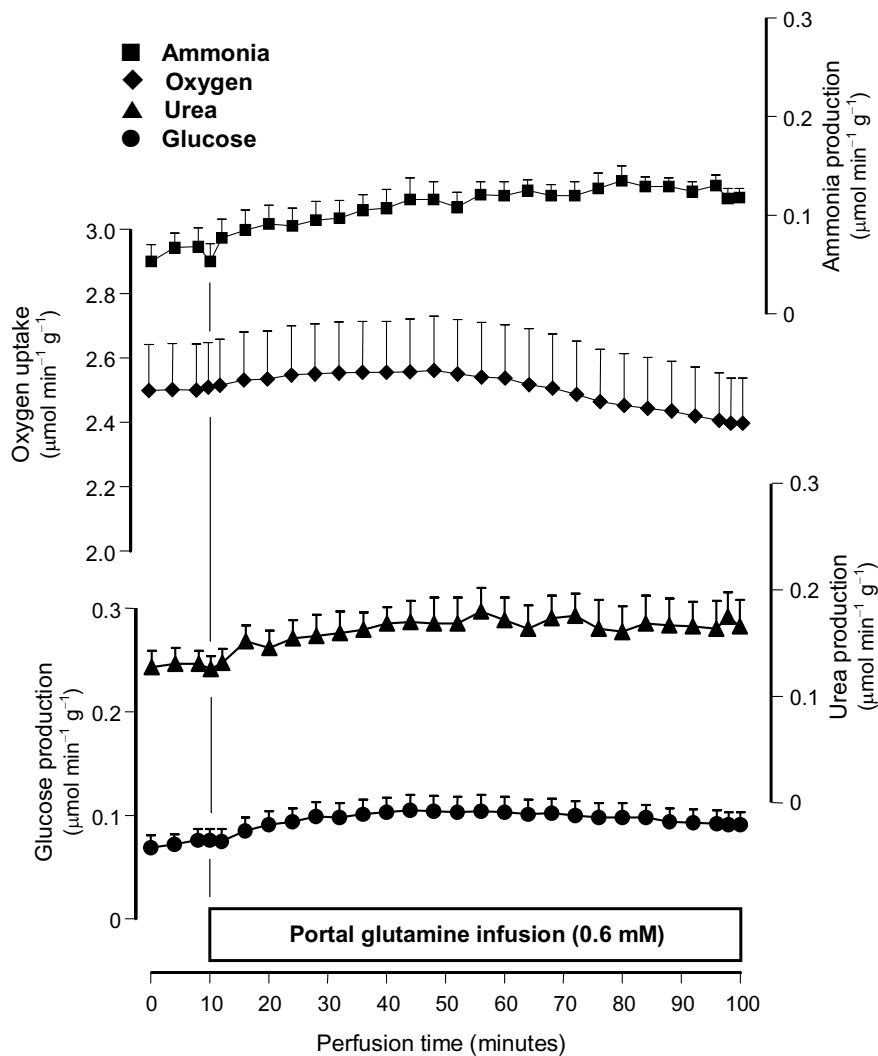 Ammonia
Oxygen
Urea
Glucose
0.3
0.2
0.1
0
Ammonia production
(μmol min⁻¹ g⁻¹)
3.0
2.8
2.6
2.4
2.2
2.0
Oxygen uptake
(μmol min⁻¹ g⁻¹)
0.3
0.2
0.1
0
Urea production
(μmol min⁻¹ g⁻¹)
0.3
0.2
0.1
0
Glucose production
(μmol min⁻¹ g⁻¹)
Portal glutamine infusion (0.6 mM)
0 10 20 30 40 50 60 70 80 90 100
Perfusion time (minutes)